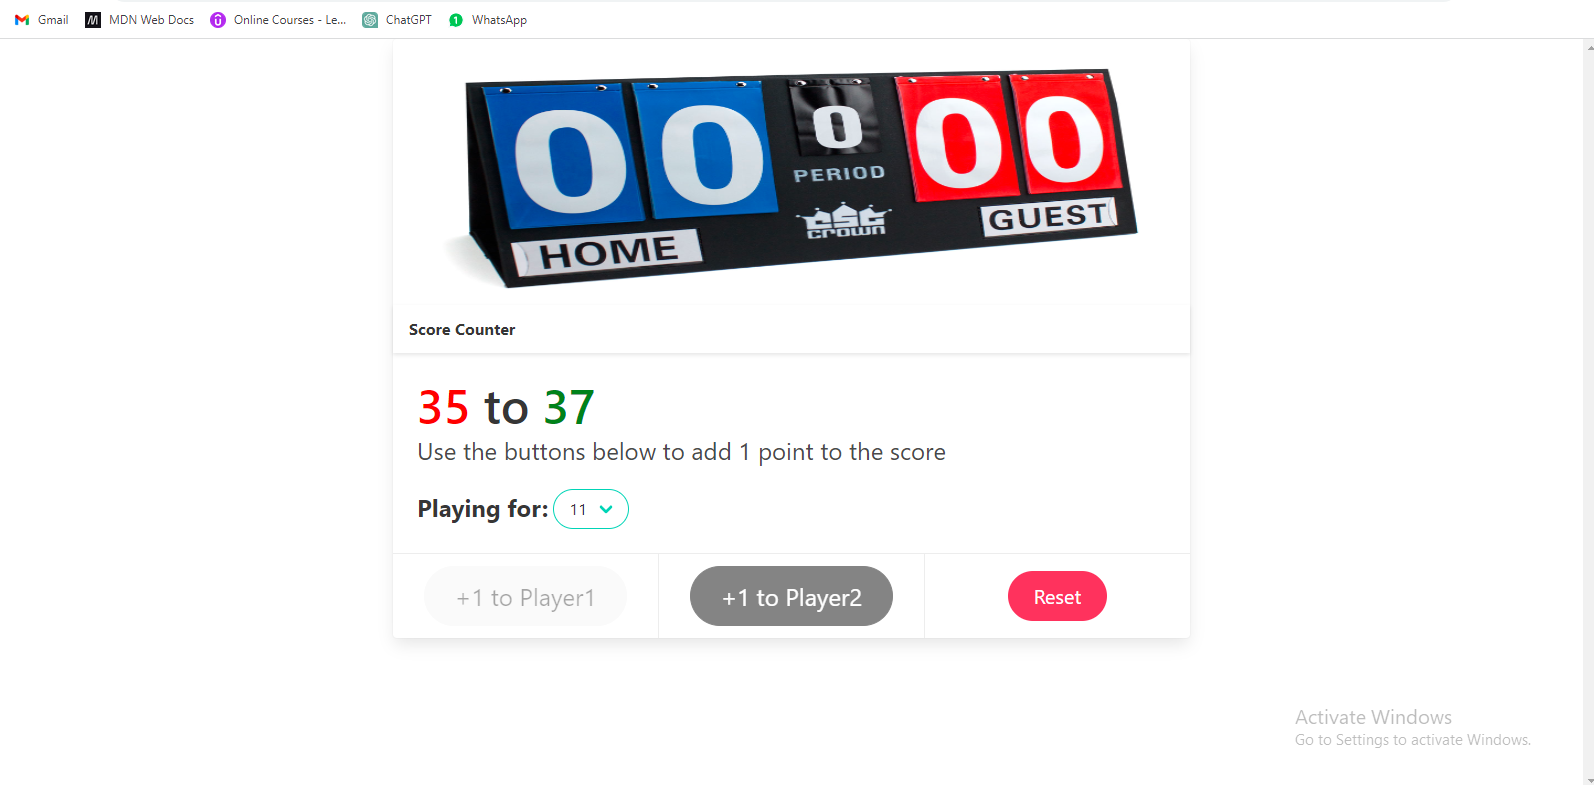 Gmail
MDN Web Docs
Online Courses - Le...
ChatGPT
WhatsApp
00 0 00
PERIOD
HOME
CSG
crown
GUEST
Score Counter
35 to 37
Use the buttons below to add 1 point to the score
Playing for: 11
+1 to Player1
+1 to Player2
Reset
Activate Windows
Go to Settings to activate Windows.